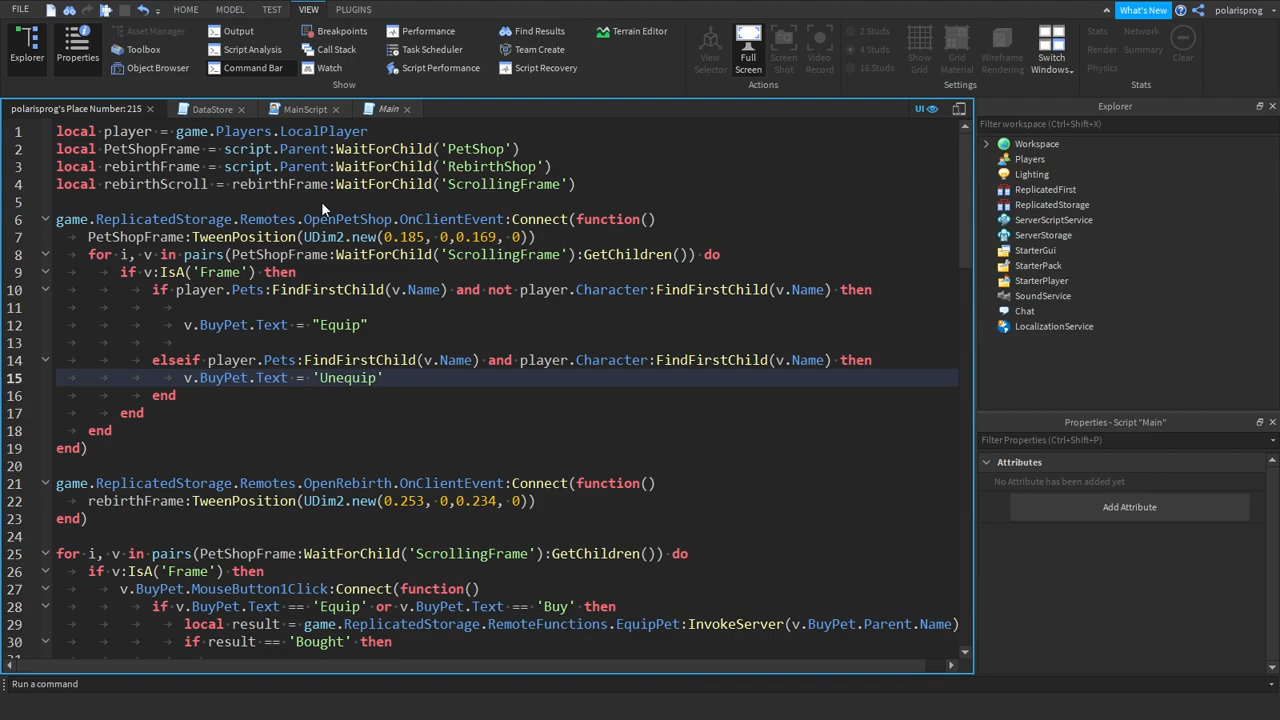 FILE HOME MODEL TEST VIEW PLUGINS What's New polarisprog
Explorer Properties Asset Manager Toolbox Object Browser Output Script Analysis Command Bar Breakpoints Call Stack Watch Performance Task Scheduler Script Performance Find Results Team Create Script Recovery Terrain Editor
Show
View Selector Full Screen Screen Shot Video Record
Actions
2 Studs 4 Studs 16 Studs Show Grid Grid Material Wireframe Rendering Switch Windows
Settings
Stats Network Render Summary Physics Clear
Stats
polarisprog's Place Number: 215 DataStore MainScript Main UI
1 local player = game.Players.LocalPlayer
2 local PetShopFrame = script.Parent:WaitForChild('PetShop')
3 local rebirthFrame = script.Parent:WaitForChild('RebirthShop')
4 local rebirthScroll = rebirthFrame:WaitForChild('ScrollingFrame')
5
6 game.ReplicatedStorage.Remotes.OpenPetShop.OnClientEvent:Connect(function()
7 PetShopFrame:TweenPosition(UDim2.new(0.185, 0,0.169, 0))
8 for i, v in pairs(PetShopFrame:WaitForChild('ScrollingFrame'):GetChildren()) do
9 if v:IsA('Frame') then
10 if player.Pets:FindFirstChild(v.Name) and not player.Character:FindFirstChild(v.Name) then
11
12 v.BuyPet.Text = "Equip"
13
14 elseif player.Pets:FindFirstChild(v.Name) and player.Character:FindFirstChild(v.Name) then
15 v.BuyPet.Text = 'Unequip'
16 end
17 end
18 end
19 end)
20
21 game.ReplicatedStorage.Remotes.OpenRebirth.OnClientEvent:Connect(function()
22 rebirthFrame:TweenPosition(UDim2.new(0.253, 0,0.234, 0))
23 end)
24
25 for i, v in pairs(PetShopFrame:WaitForChild('ScrollingFrame'):GetChildren()) do
26 if v:IsA('Frame') then
27 v.BuyPet.MouseButton1Click:Connect(function()
28 if v.BuyPet.Text == 'Equip' or v.BuyPet.Text == 'Buy' then
29 local result = game.ReplicatedStorage.RemoteFunctions.EquipPet:InvokeServer(v.BuyPet.Parent.Name)
30 if result == 'Bought' then
Explorer
Filter workspace (Ctrl+Shift+X)
Workspace
Players
Lighting
ReplicatedFirst
ReplicatedStorage
ServerScriptService
ServerStorage
StarterGui
StarterPack
StarterPlayer
SoundService
Chat
LocalizationService
Properties - Script "Main"
Filter Properties (Ctrl+Shift+P)
Attributes
No Attribute has been added yet
Add Attribute
Run a command